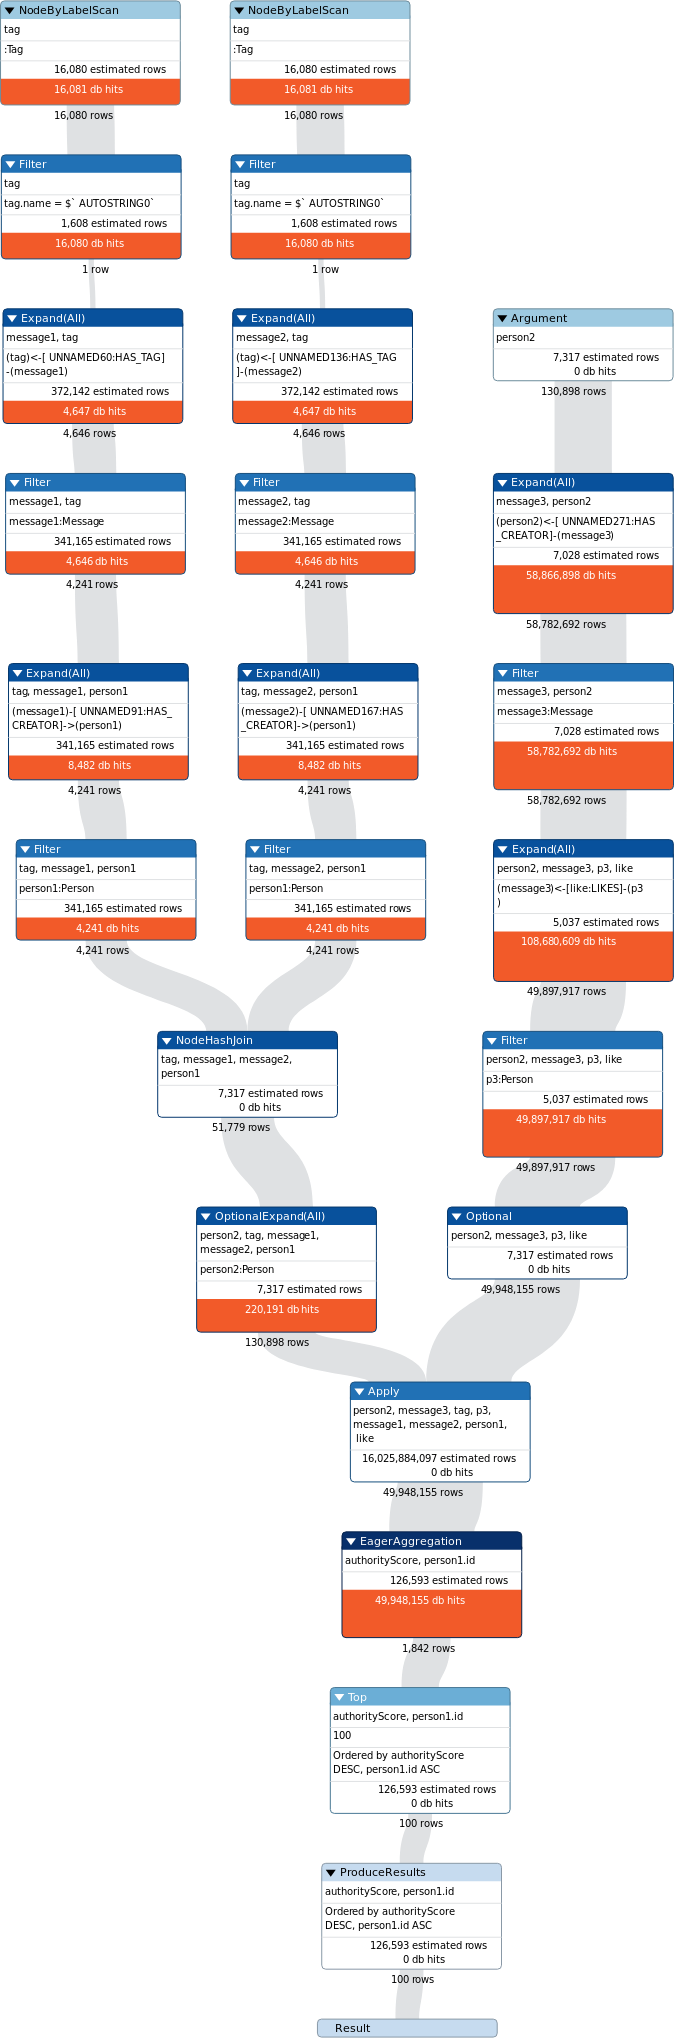 NodeByLabelScan
tag
:Tag
16,080 estimated rows
16,081 db hits
16,080 rows
Filter
tag
tag.name = $` AUTOSTRING0`
1,608 estimated rows
16,080 db hits
1 row
Expand(All)
message1, tag
(tag)<-[ UNNAMED60:HAS_TAG]
-(message1)
372,142 estimated rows
4,647 db hits
4,646 rows
Filter
message1, tag
message1:Message
341,165 estimated rows
4,646 db hits
4,241 rows
Expand(All)
tag, message1, person1
(message1)-[ UNNAMED91:HAS_
CREATOR]->(person1)
341,165 estimated rows
8,482 db hits
4,241 rows
Filter
tag, message1, person1
person1:Person
341,165 estimated rows
4,241 db hits
4,241 rows
NodeByLabelScan
tag
:Tag
16,080 estimated rows
16,081 db hits
16,080 rows
Filter
tag
tag.name = $` AUTOSTRING0`
1,608 estimated rows
16,080 db hits
1 row
Expand(All)
message2, tag
(tag)<-[ UNNAMED136:HAS_TAG
]-(message2)
372,142 estimated rows
4,647 db hits
4,646 rows
Filter
message2, tag
message2:Message
341,165 estimated rows
4,646 db hits
4,241 rows
Expand(All)
tag, message2, person1
(message2)-[ UNNAMED167:HAS
_CREATOR]->(person1)
341,165 estimated rows
8,482 db hits
4,241 rows
Filter
tag, message2, person1
person1:Person
341,165 estimated rows
4,241 db hits
4,241 rows
NodeHashJoin
tag, message1, message2,
person1
7,317 estimated rows
0 db hits
51,779 rows
OptionalExpand(All)
person2, tag, message1,
message2, person1
person2:Person
7,317 estimated rows
220,191 db hits
130,898 rows
Argument
person2
7,317 estimated rows
0 db hits
130,898 rows
Expand(All)
message3, person2
(person2)<-[ UNNAMED271:HAS
_CREATOR]-(message3)
7,028 estimated rows
58,866,898 db hits
58,782,692 rows
Filter
message3, person2
message3:Message
7,028 estimated rows
58,782,692 db hits
58,782,692 rows
Expand(All)
person2, message3, p3, like
(message3)<-[like:LIKES]-(p3
)
5,037 estimated rows
108,680,609 db hits
49,897,917 rows
Filter
person2, message3, p3, like
p3:Person
5,037 estimated rows
49,897,917 db hits
49,897,917 rows
Optional
person2, message3, p3, like
7,317 estimated rows
0 db hits
49,948,155 rows
Apply
person2, message3, tag, p3,
message1, message2, person1,
like
16,025,884,097 estimated rows
0 db hits
49,948,155 rows
EagerAggregation
authorityScore, person1.id
126,593 estimated rows
49,948,155 db hits
1,842 rows
Top
authorityScore, person1.id
100
Ordered by authorityScore
DESC, person1.id ASC
126,593 estimated rows
0 db hits
100 rows
ProduceResults
authorityScore, person1.id
Ordered by authorityScore
DESC, person1.id ASC
126,593 estimated rows
0 db hits
100 rows
Result